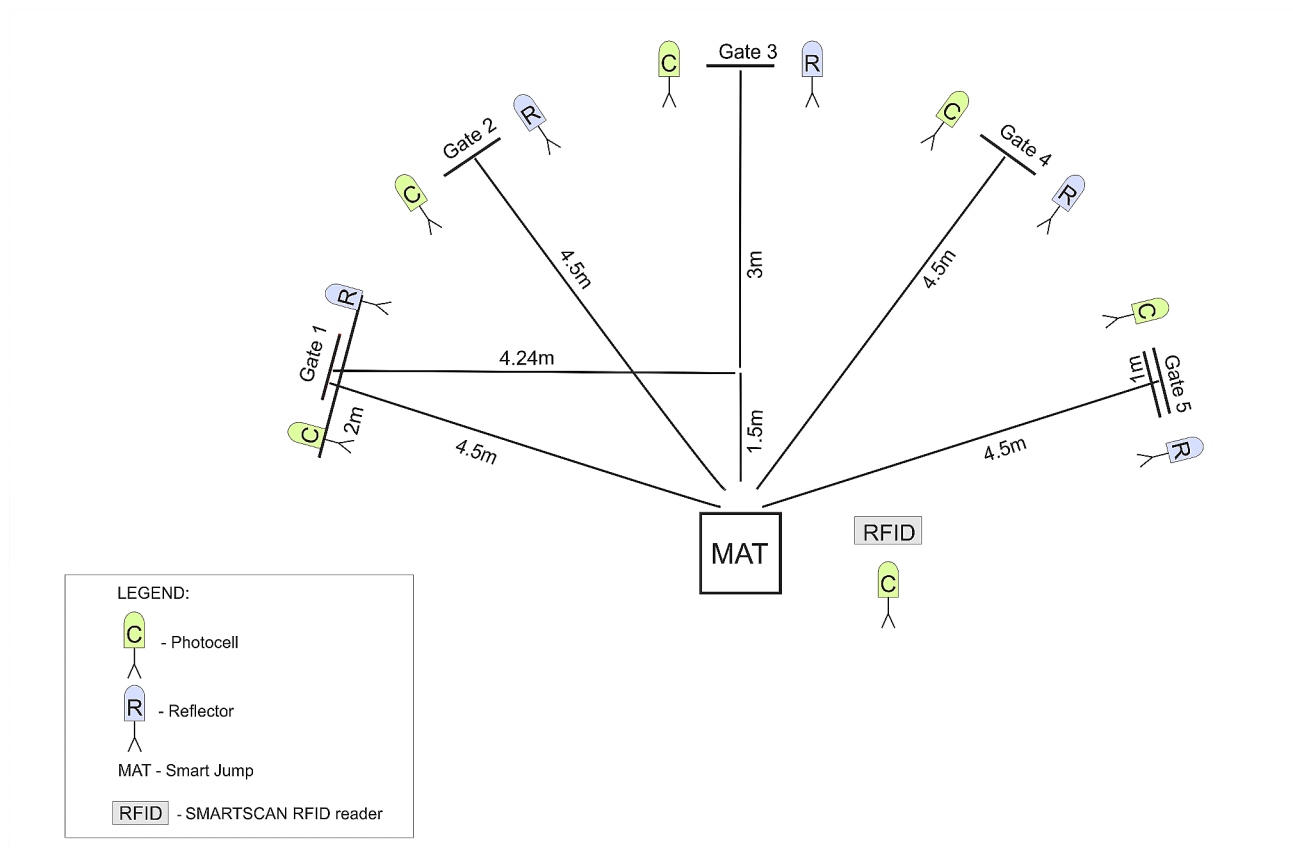 C
Gate 3
R
Gate 2
R
C
C
Gate 4
R
4.5m
3m
4.5m
R
Gate 1
C
2m
4.24m
4.5m
1.5m
C
1m
Gate 5
R
4.5m
MAT
RFID
C
LEGEND:
C - Photocell
R - Reflector
MAT - Smart Jump
RFID - SMARTSCAN RFID reader